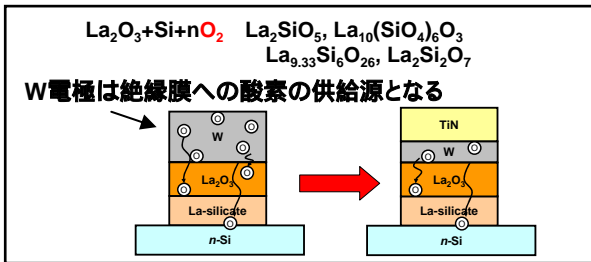 La₂O₃+Si+nO₂ La₂SiO₅, La₁₀(SiO₄)₆O₃
La₉.₃₃Si₆O₂₆, La₂Si₂O₇
W電極は絶縁膜への酸素の供給源となる
W
La₂O₃
La-silicate
n-Si
TiN
W
La₂O₃
La-silicate
n-Si